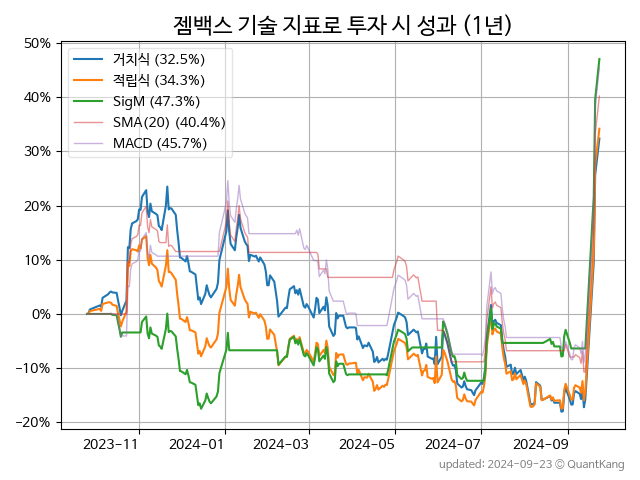 젬백스 기술 지표로 투자 시 성과 (1년)
50%
40%
30%
20%
10%
0%
−10%
−20%
거치식 (32.5%)
적립식 (34.3%)
SigM (47.3%)
SMA(20) (40.4%)
MACD (45.7%)
2023-11
2024-01
2024-03
2024-05
2024-07
2024-09
updated: 2024-09-23 © QuantKang